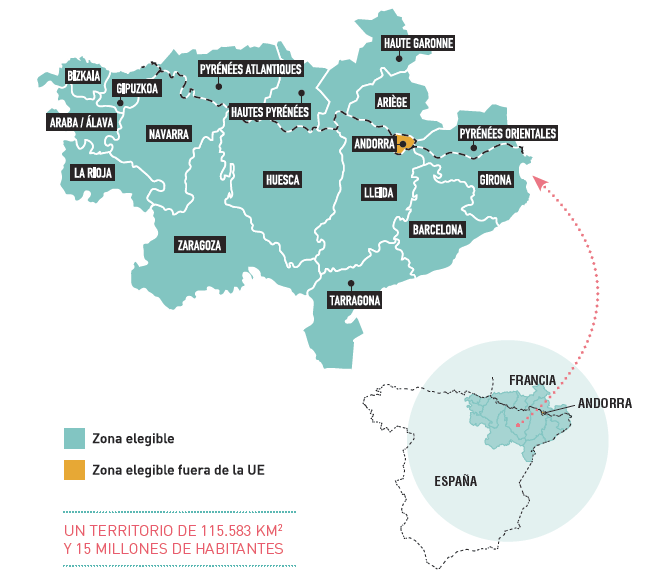 HAUTE GARONNE
PYRÉNÉES ATLANTIQUES
BIZKAIA
GIPUZKOA
ARIÈGE
HAUTES PYRÉNÉES
ARABA / ÁLAVA
NAVARRA
PYRÉNÉES ORIENTALES
ANDORRA
LA RIOJA
HUESCA
GIRONA
LLEIDA
BARCELONA
ZARAGOZA
TARRAGONA
FRANCIA
ANDORRA
ESPAÑA
Zona elegible
Zona elegible fuera de la UE
UN TERRITORIO DE 115.583 KM²
Y 15 MILLONES DE HABITANTES